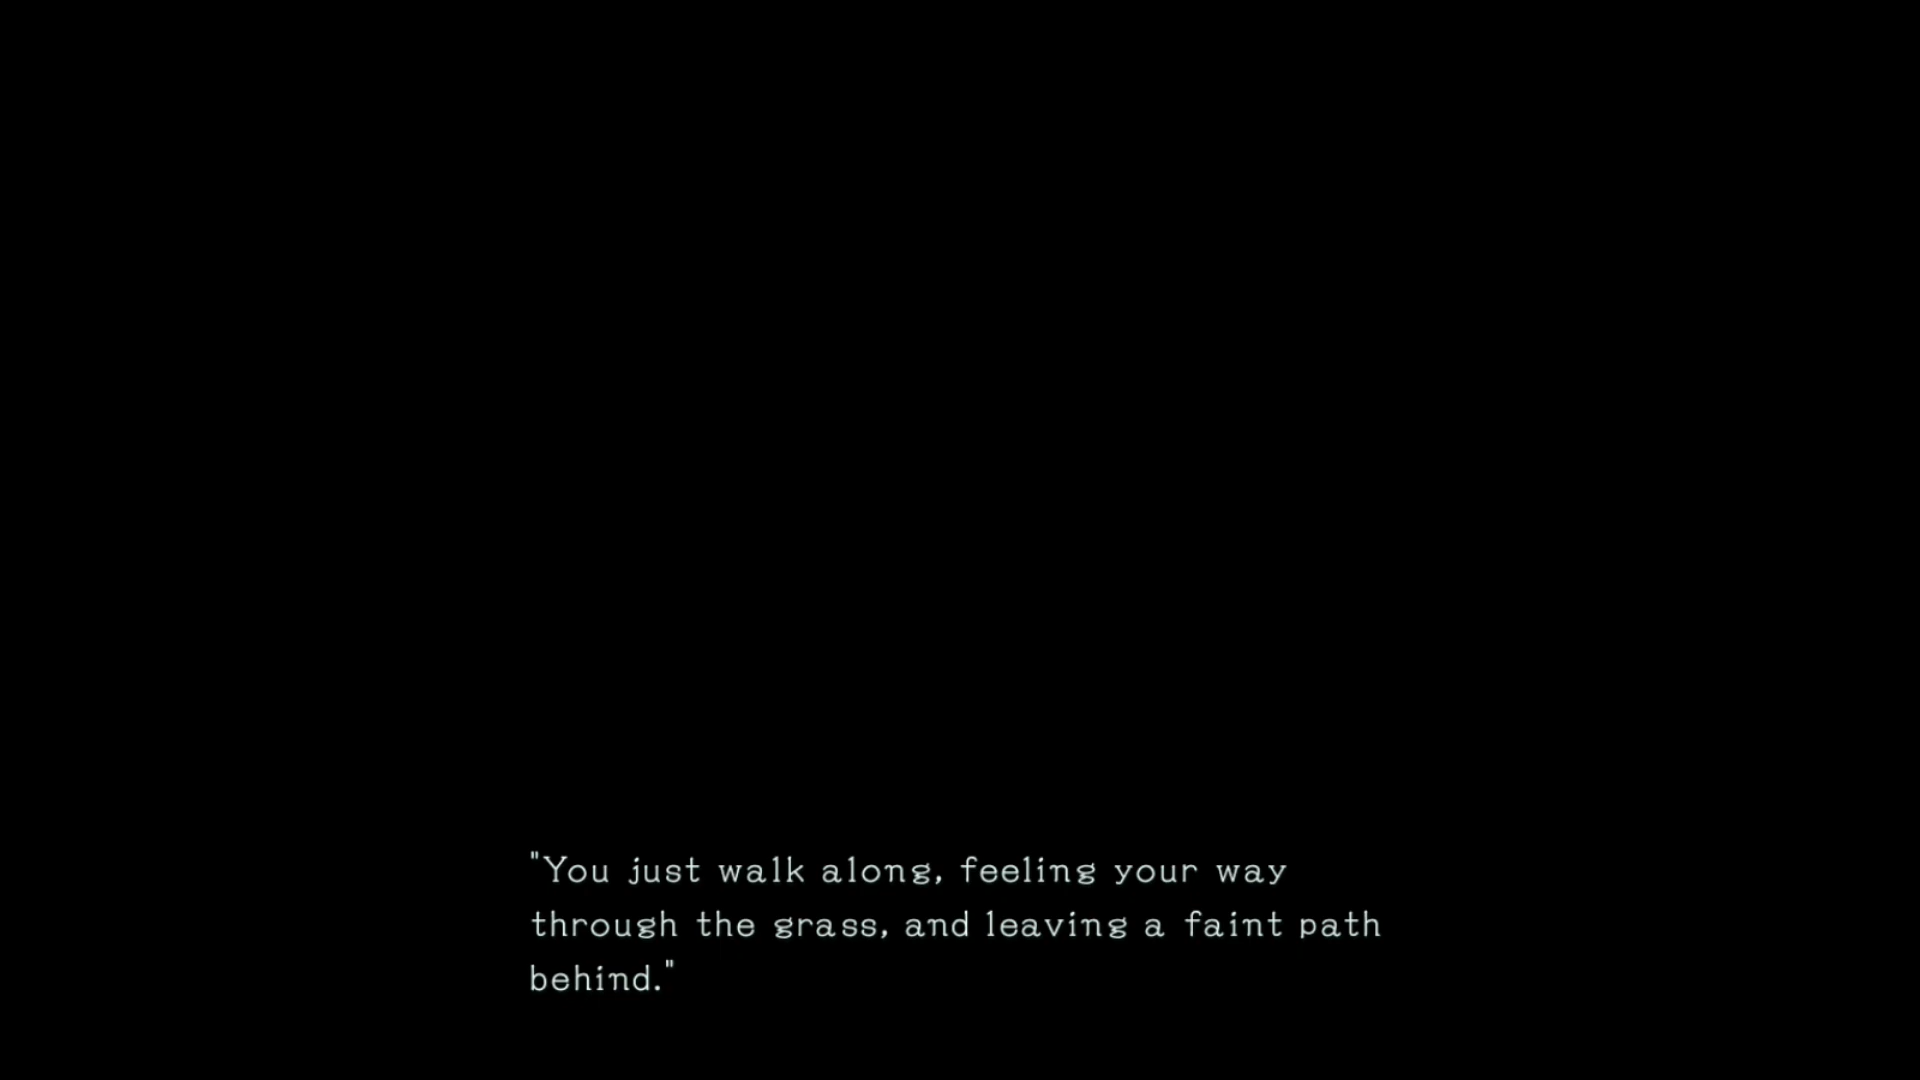 "You just walk along, feeling your way
through the grass, and leaving a faint path
behind."